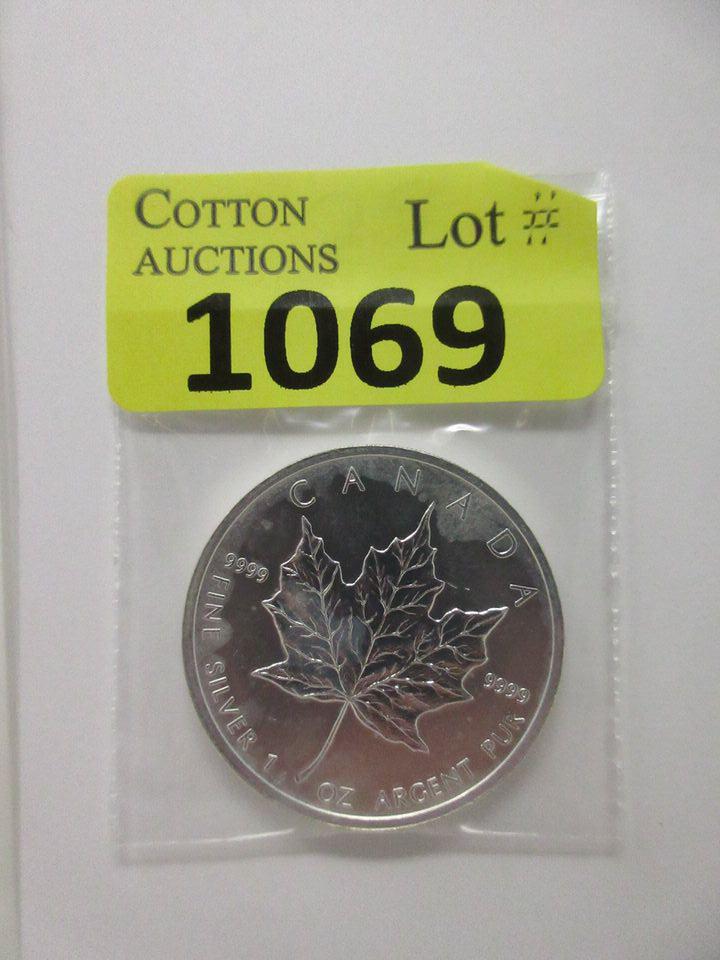 COTTON
AUCTIONS
Lot #
1069
CANADA
9999
9999
FINE SILVER 1 OZ ARGENT PUR